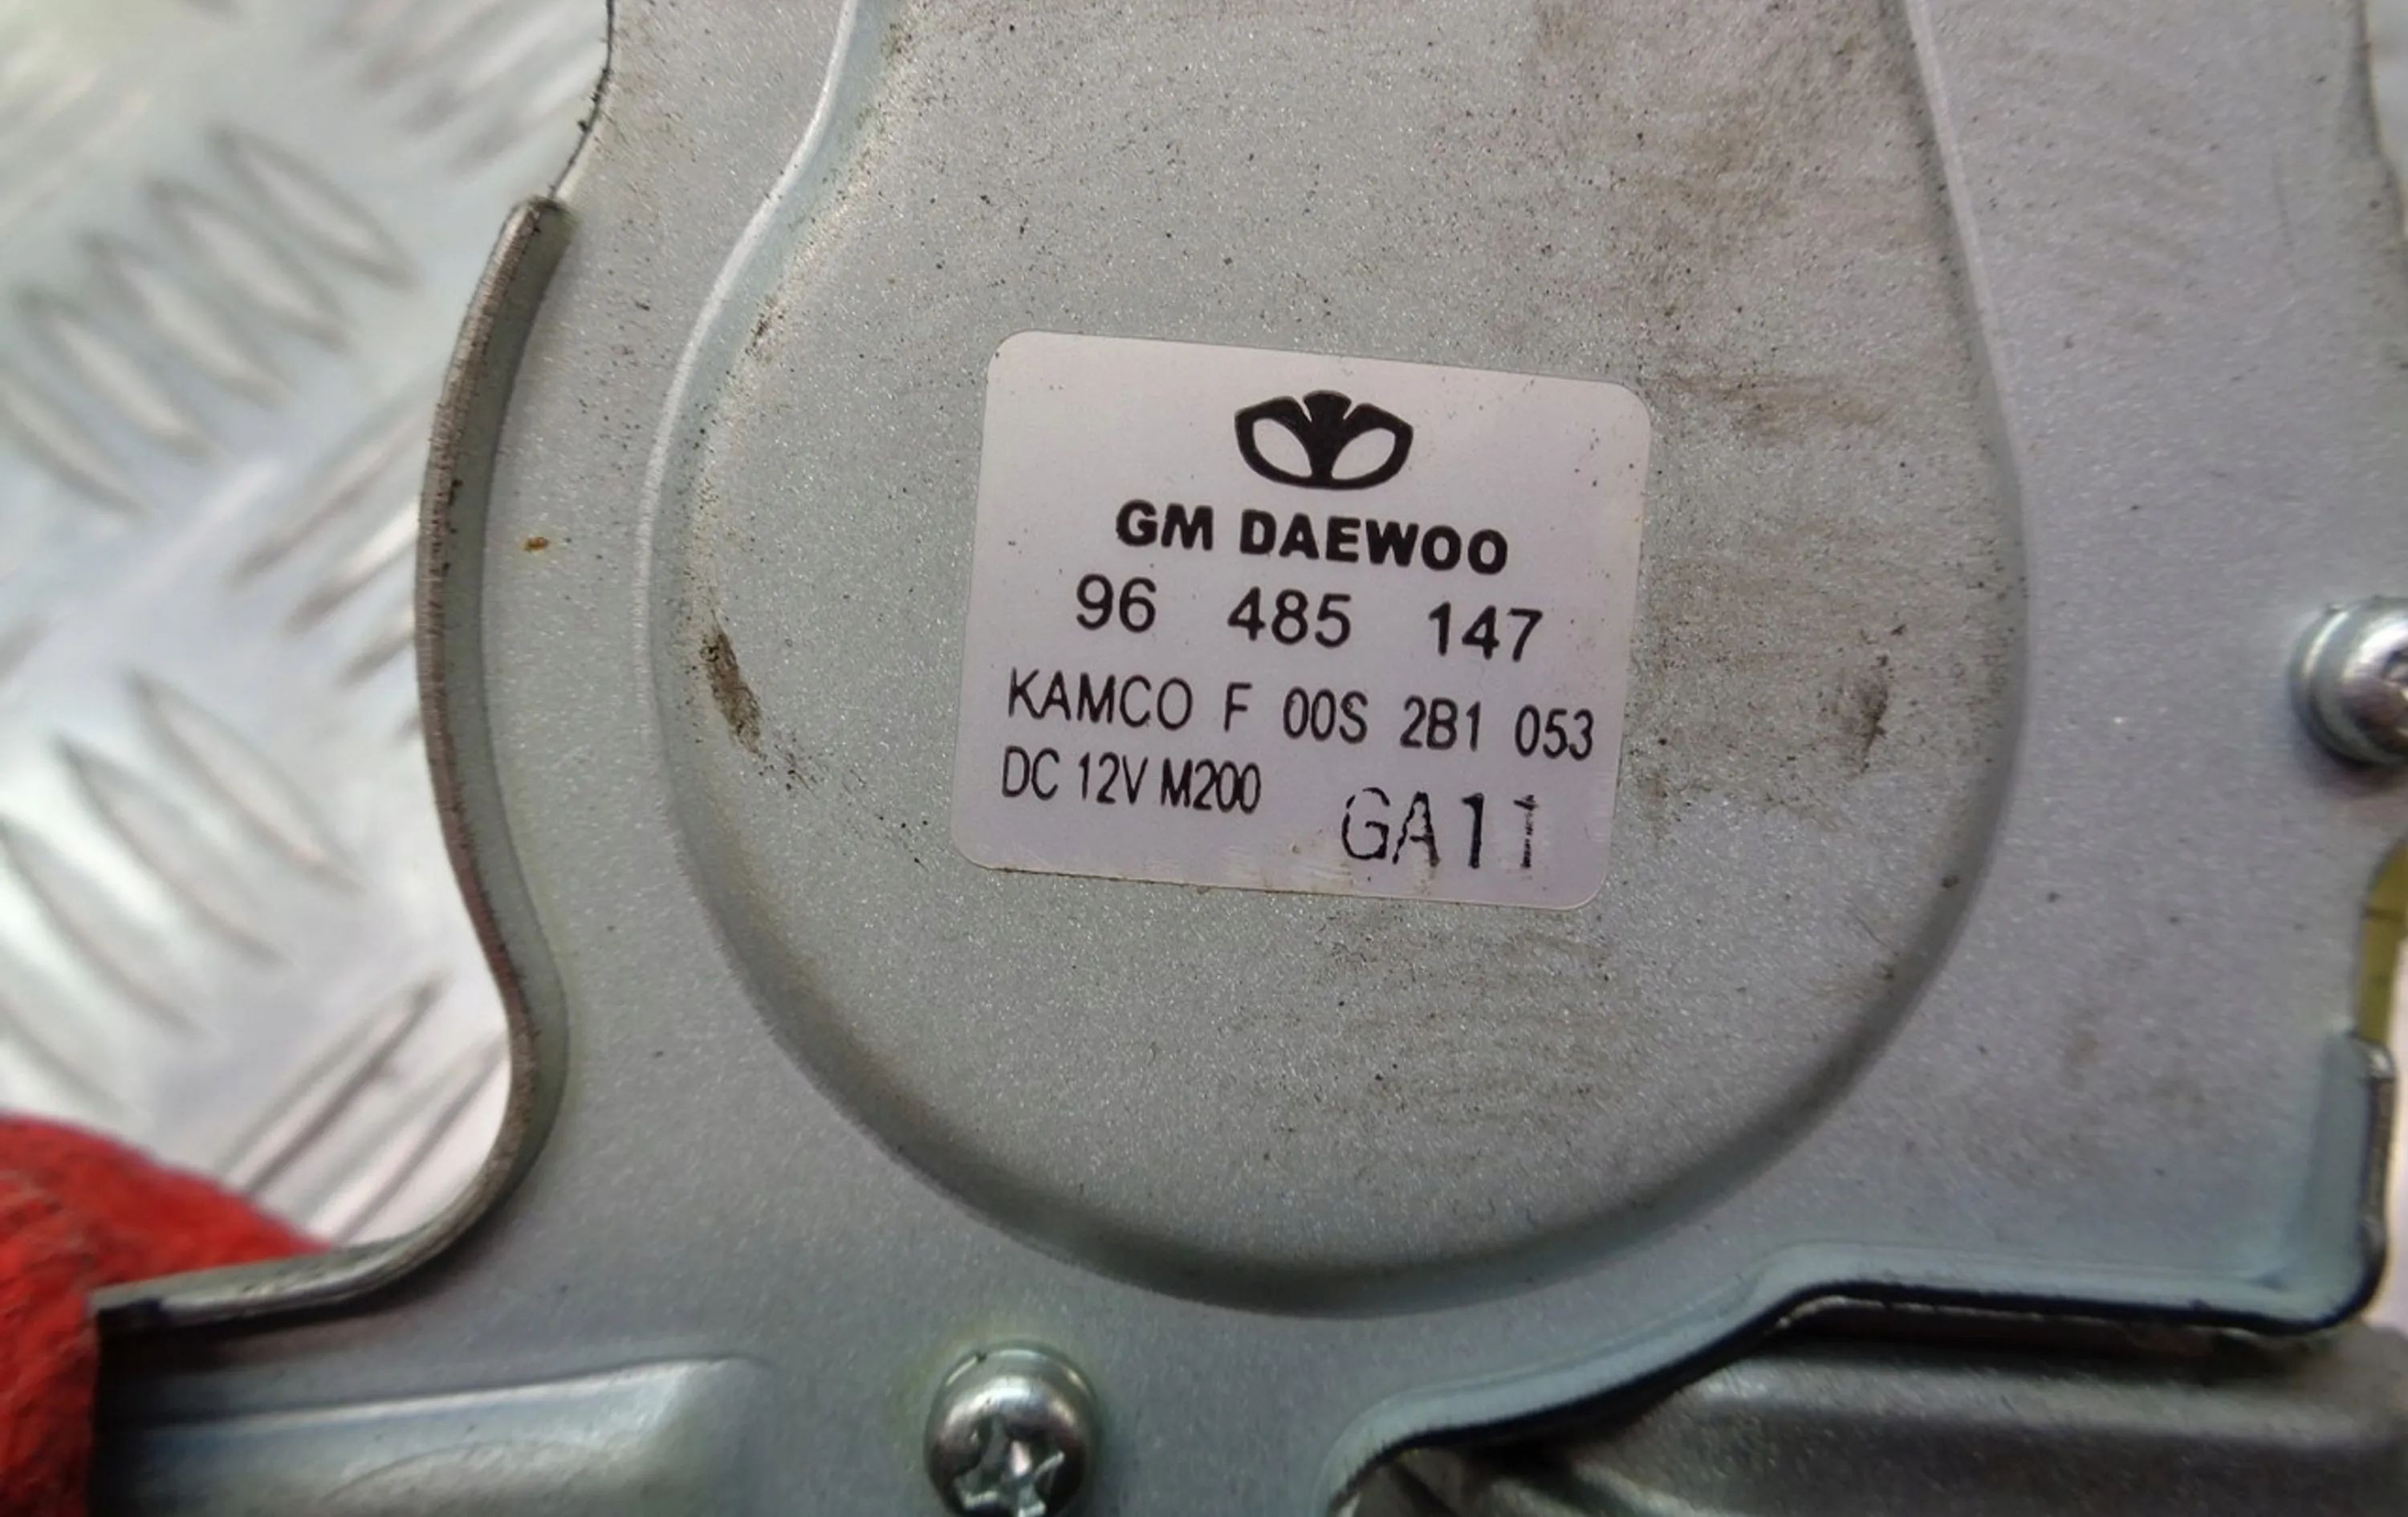 GM DAEWOO
96 485 147
KAMCO F 00S 2B1 053
DC 12V M200
GA11